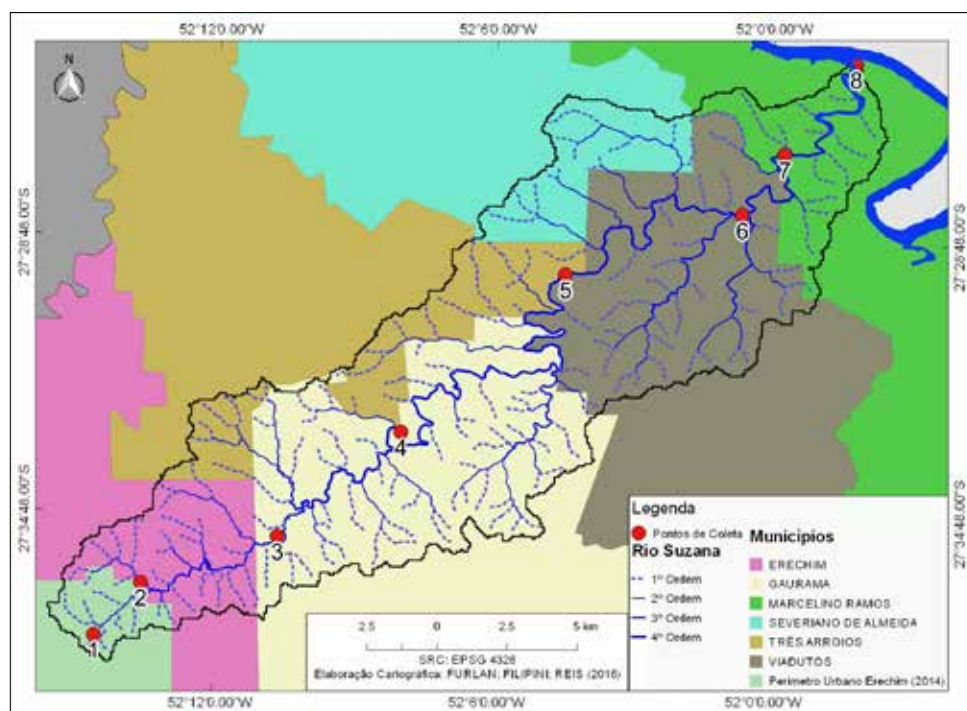 52°12'0.00"W 52°6'0.00"W 52°0'0.00"W
N
27°28'48.00"S
27°34'48.00"S
27°28'48.00"S
27°34'48.00"S
8
7
6
5
4
3
2
1
Legenda
Pontos de Coleta
Rio Suzana
1º Ordem
2º Ordem
3º Ordem
4º Ordem
Municípios
ERECHIM
GAURAMA
MARCELINO RAMOS
SEVERIANO DE ALMEIDA
TRÊS ARROIOS
VIADUTOS
Perímetro Urbano Erechim (2014)
2.5 0 2.5 5 km
SRC: EPSG 4326
Elaboração Cartográfica: FURLAN; FILIPINI; REIS (2016)
52°12'0.00"W 52°6'0.00"W 52°0'0.00"W